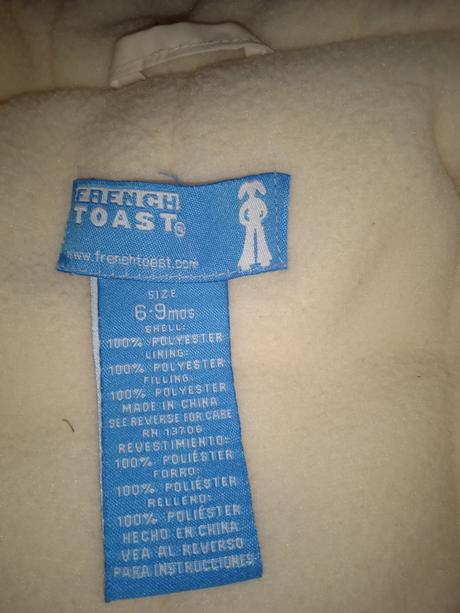 FRENCH
TOAST®
www.frenchtoast.com
SIZE
6-9mos
SHELL:
100% POLYESTER
LINING:
100% POLYESTER
FILLING:
100% POLYESTER
MADE IN CHINA
SEE REVERSE FOR CARE
RN 13706
REVESTIMIENTO:
100% POLIÉSTER
FORRO:
100% POLIÉSTER
RELLENO:
100% POLIÉSTER
HECHO EN CHINA
VEA AL REVERSO
PARA INSTRUCCIONES